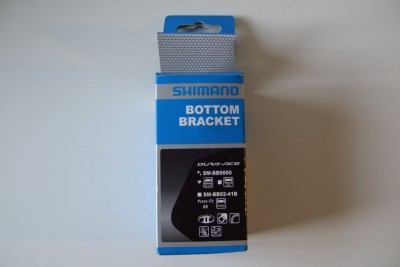 SHIMANO
BOTTOM
BRACKET
DURA-ACE
SM-BB9000
SM-BB92-41B
Press-Fit